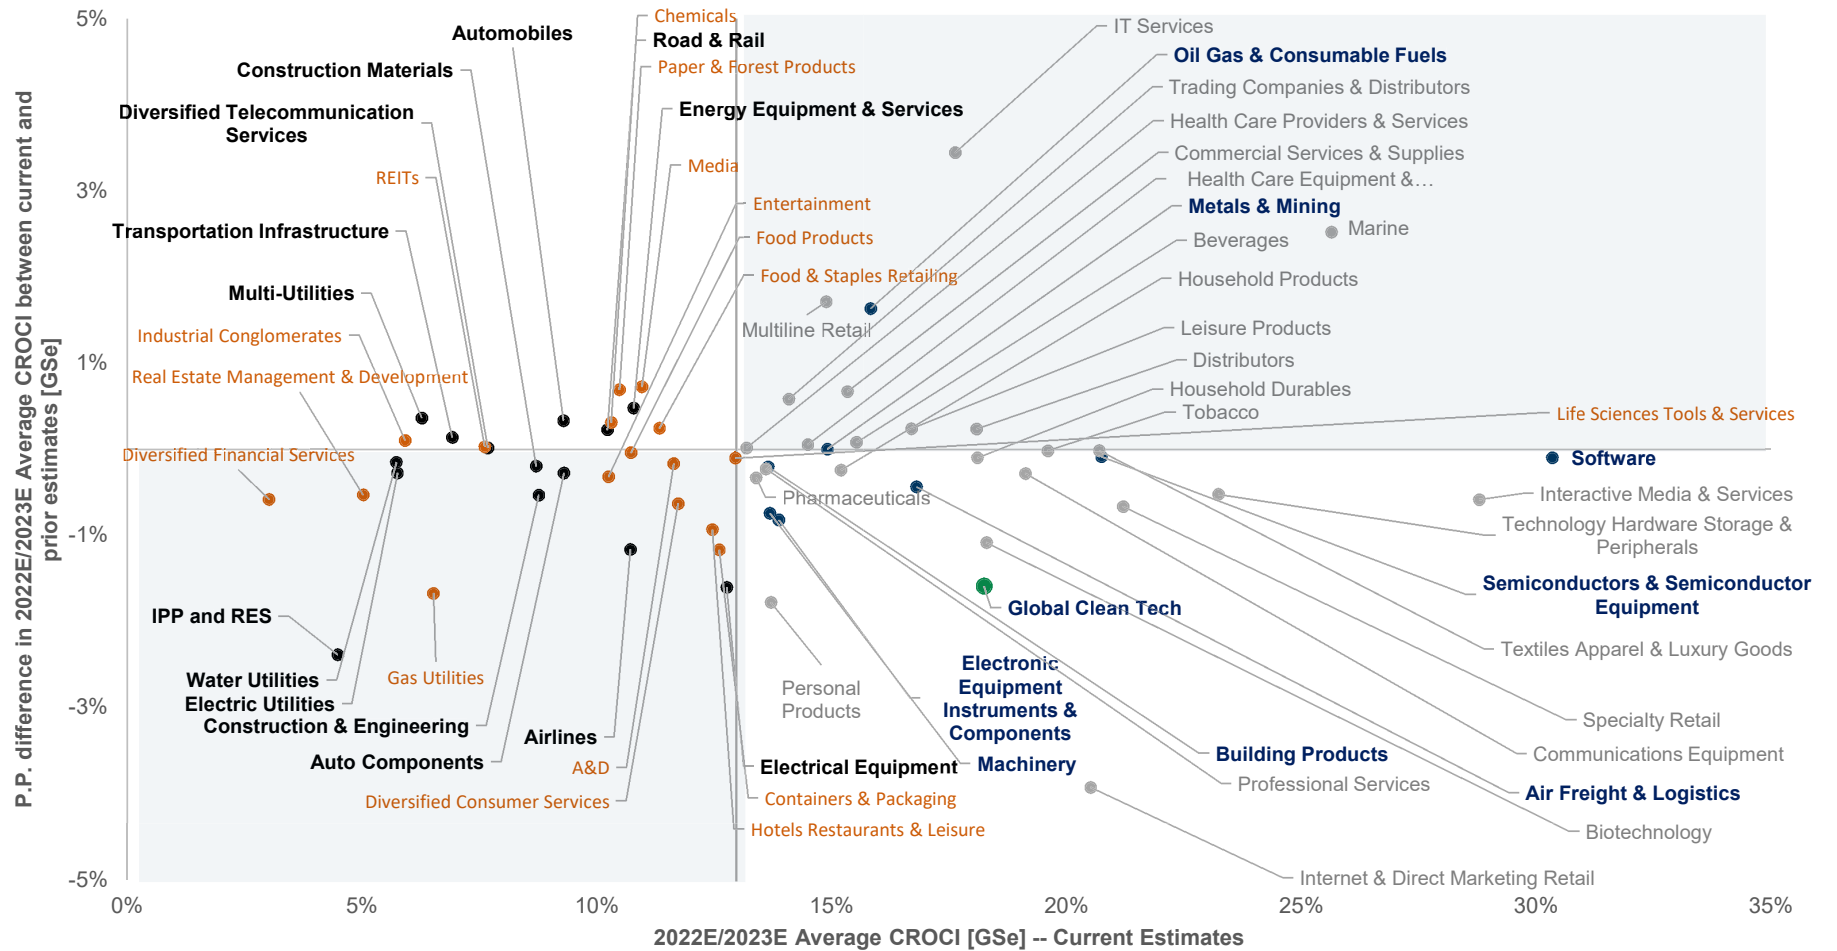 P.P. difference in 2022E/2023E Average CROCI between current and
prior estimates [GSe]
5%
3%
1%
-1%
-3%
-5%
Automobiles
Construction Materials
Diversified Telecommunication
Services
REITs
Transportation Infrastructure
Multi-Utilities
Industrial Conglomerates
Real Estate Management & Development
Diversified Financial Services
Chemicals
Road & Rail
Paper & Forest Products
Energy Equipment & Services
Media
Entertainment
Food Products
Food & Staples Retailing
Multiline Retail
IT Services
Oil Gas & Consumable Fuels
Trading Companies & Distributors
Health Care Providers & Services
Commercial Services & Supplies
Health Care Equipment &…
Metals & Mining
Marine
Beverages
Household Products
Leisure Products
Distributors
Household Durables
Tobacco
Life Sciences Tools & Services
Software
Interactive Media & Services
Technology Hardware Storage &
Peripherals
Semiconductors & Semiconductor
Equipment
Textiles Apparel & Luxury Goods
Specialty Retail
Communications Equipment
Air Freight & Logistics
Biotechnology
Internet & Direct Marketing Retail
Pharmaceuticals
Global Clean Tech
Personal
Products
Electronic
Equipment
Instruments &
Components
Machinery
Building Products
Professional Services
IPP and RES
Water Utilities
Electric Utilities
Construction & Engineering
Auto Components
Gas Utilities
Airlines
A&D
Diversified Consumer Services
Electrical Equipment
Containers & Packaging
Hotels Restaurants & Leisure
0%
5%
10%
15%
20%
25%
30%
35%
2022E/2023E Average CROCI [GSe] -- Current Estimates